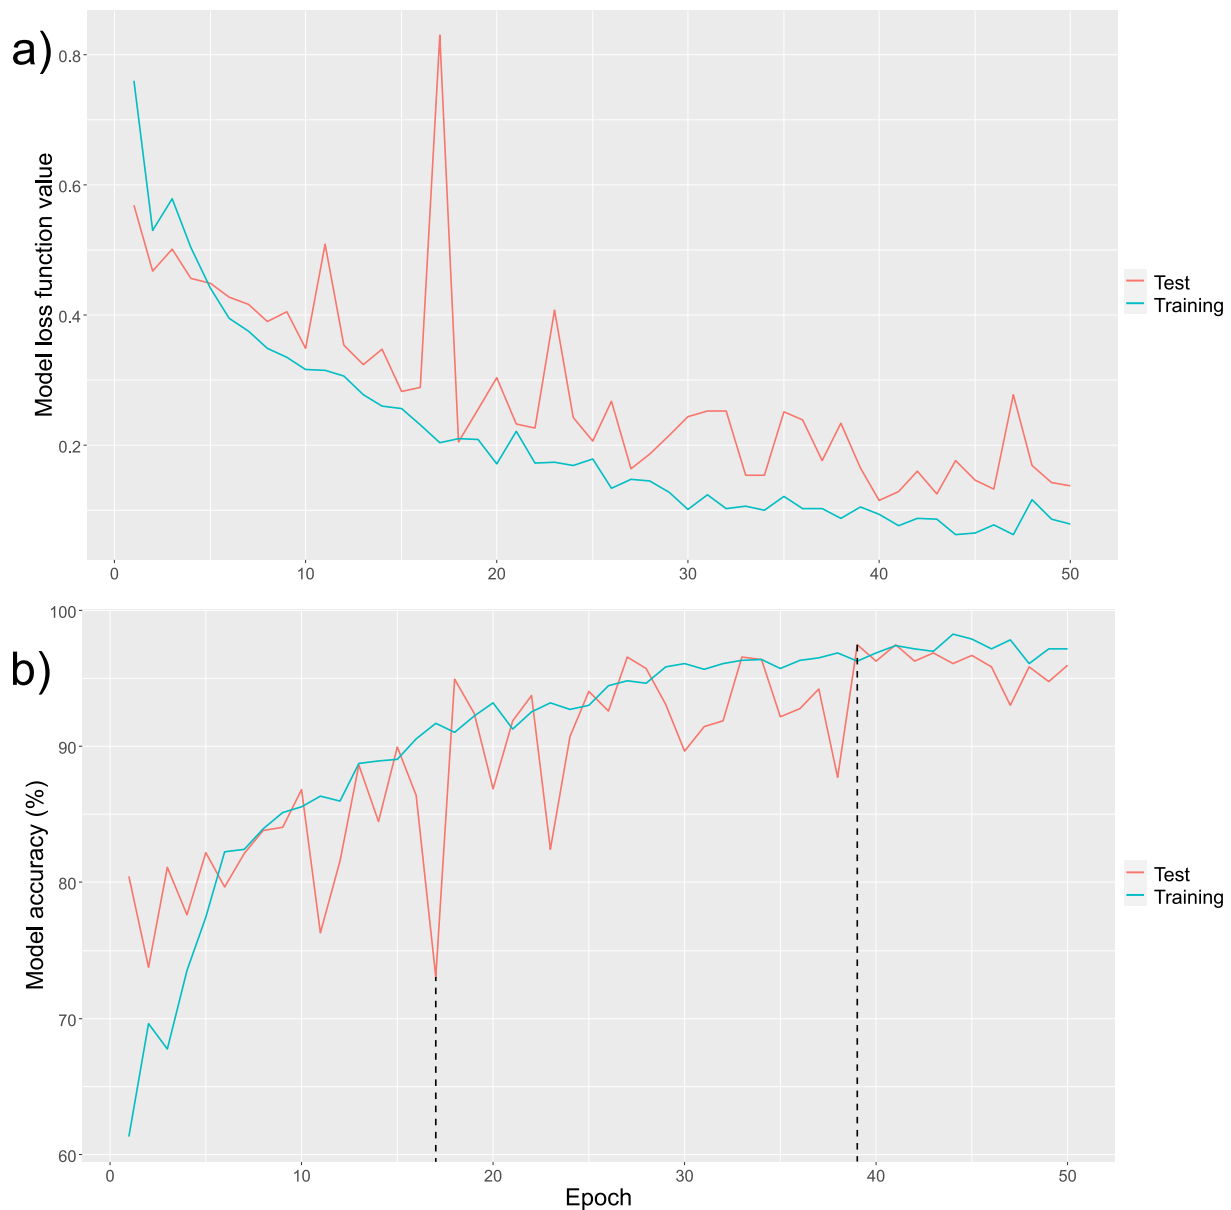 a)
Model loss function value
0.8
0.6
0.4
0.2
0 10 20 30 40 50
Test
Training
b)
Model accuracy (%)
100
90
80
70
60
0 10 20 30 40 50
Epoch
Test
Training